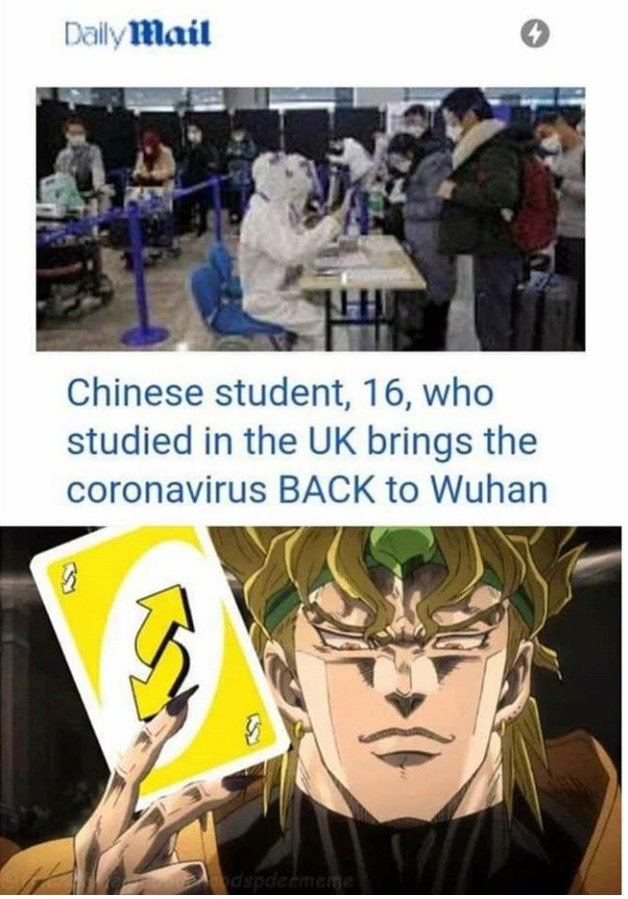 Daily Mail
Chinese student, 16, who
studied in the UK brings the
coronavirus BACK to Wuhan